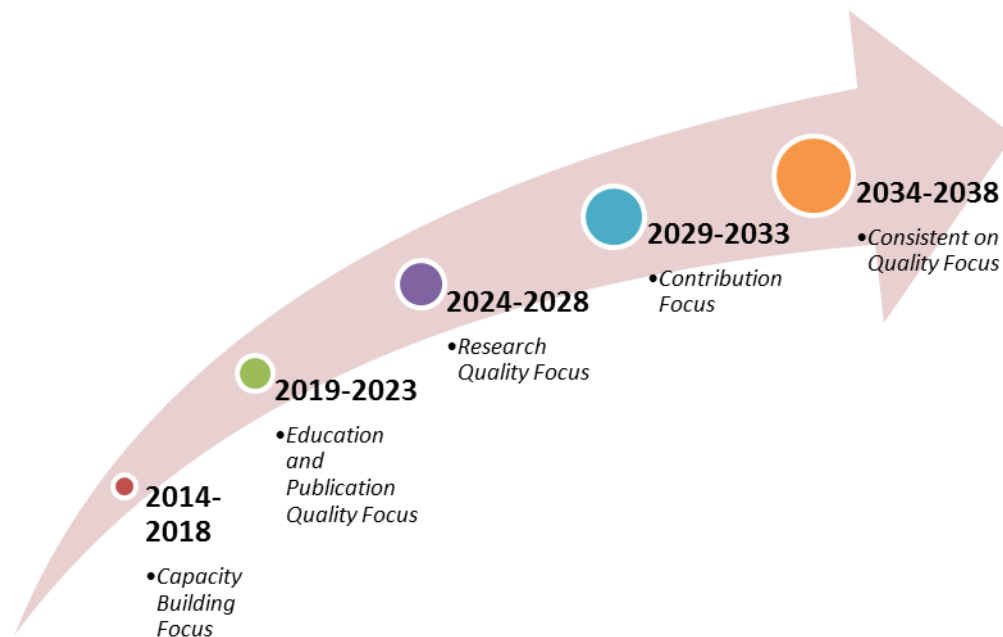 2014-
2018
•Capacity
Building
Focus
2019-2023
•Education
and
Publication
Quality Focus
2024-2028
•Research
Quality Focus
2029-2033
•Contribution
Focus
2034-2038
•Consistent on
Quality Focus